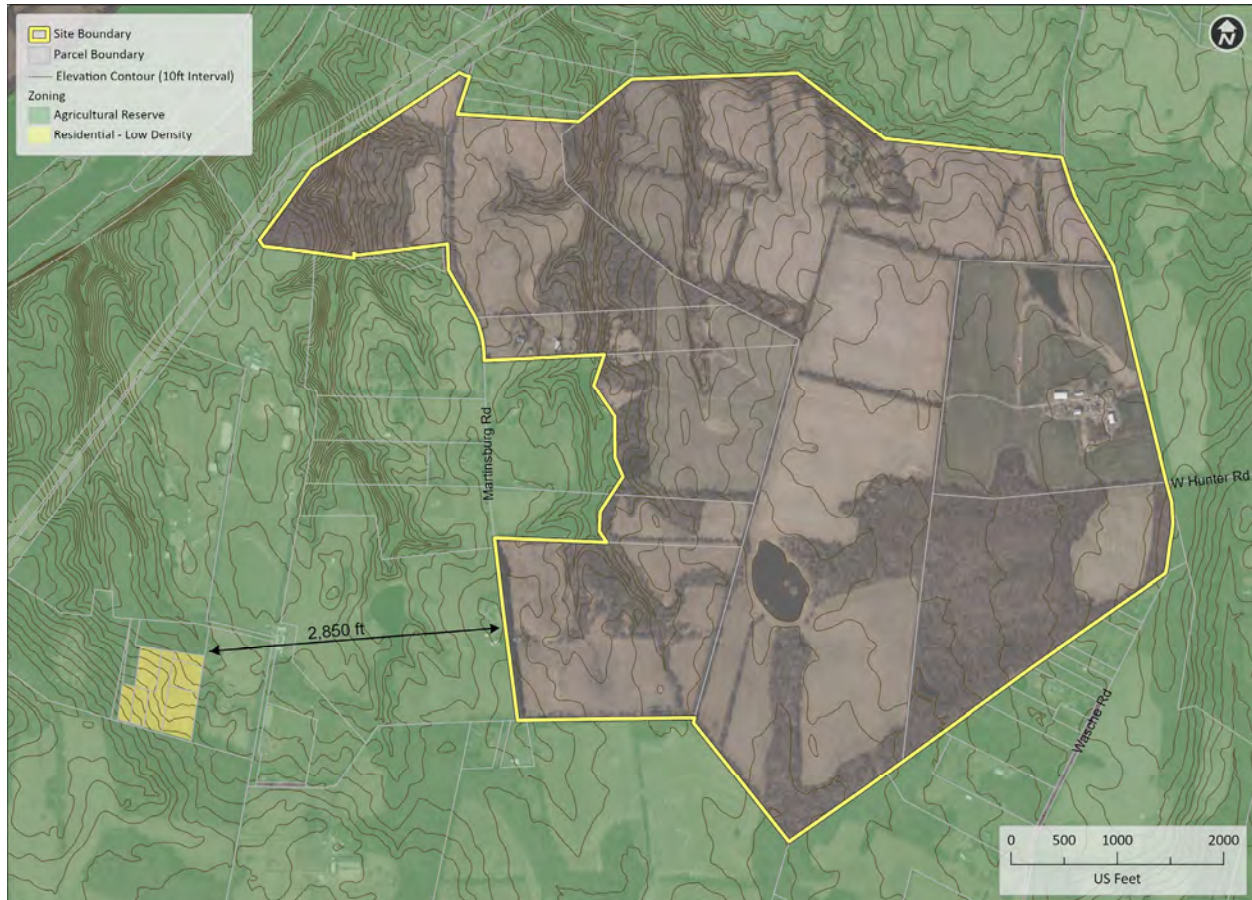 Site Boundary
Parcel Boundary
Elevation Contour (10ft Interval)
Zoning
Agricultural Reserve
Residential - Low Density
N
Martinsburg Rd
W Hunter Rd
2,850 ft
Wasche Rd
0 500 1000 2000
US Feet